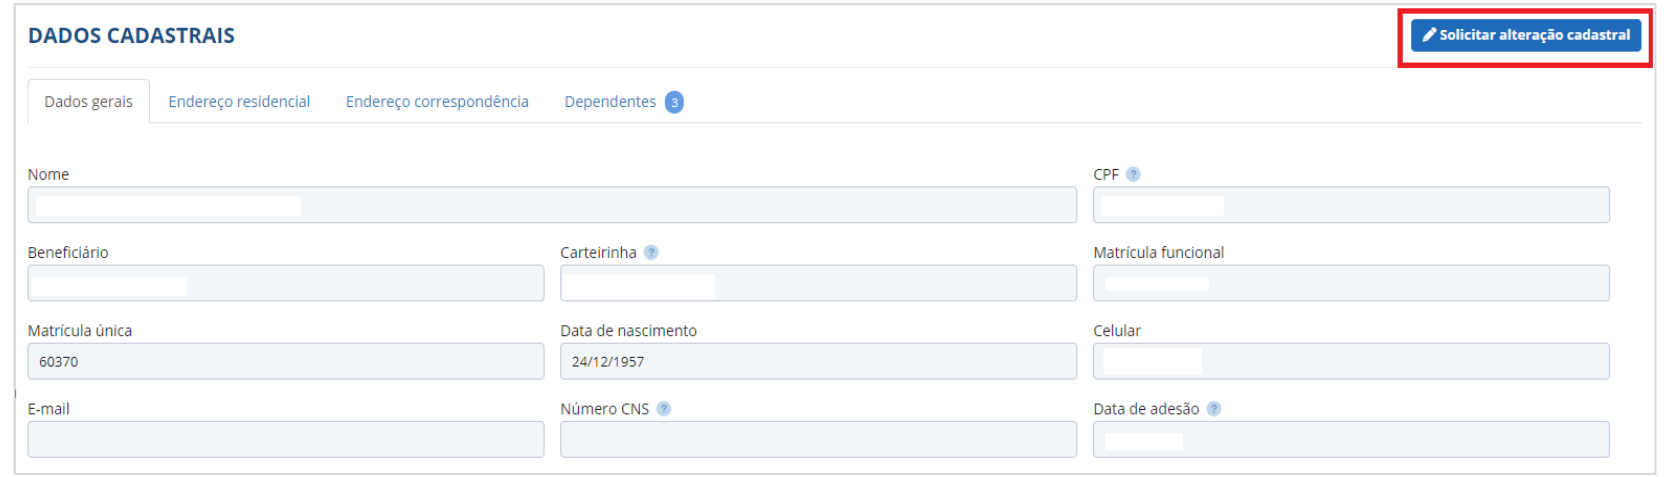 DADOS CADASTRAIS
Solicitar alteração cadastral
Dados gerais Endereço residencial Endereço correspondência Dependentes 3
Nome CPF ?
Beneficiário Carteirinha ? Matrícula funcional
Matrícula única Data de nascimento Celular
60370 24/12/1957
E-mail Número CNS ? Data de adesão ?